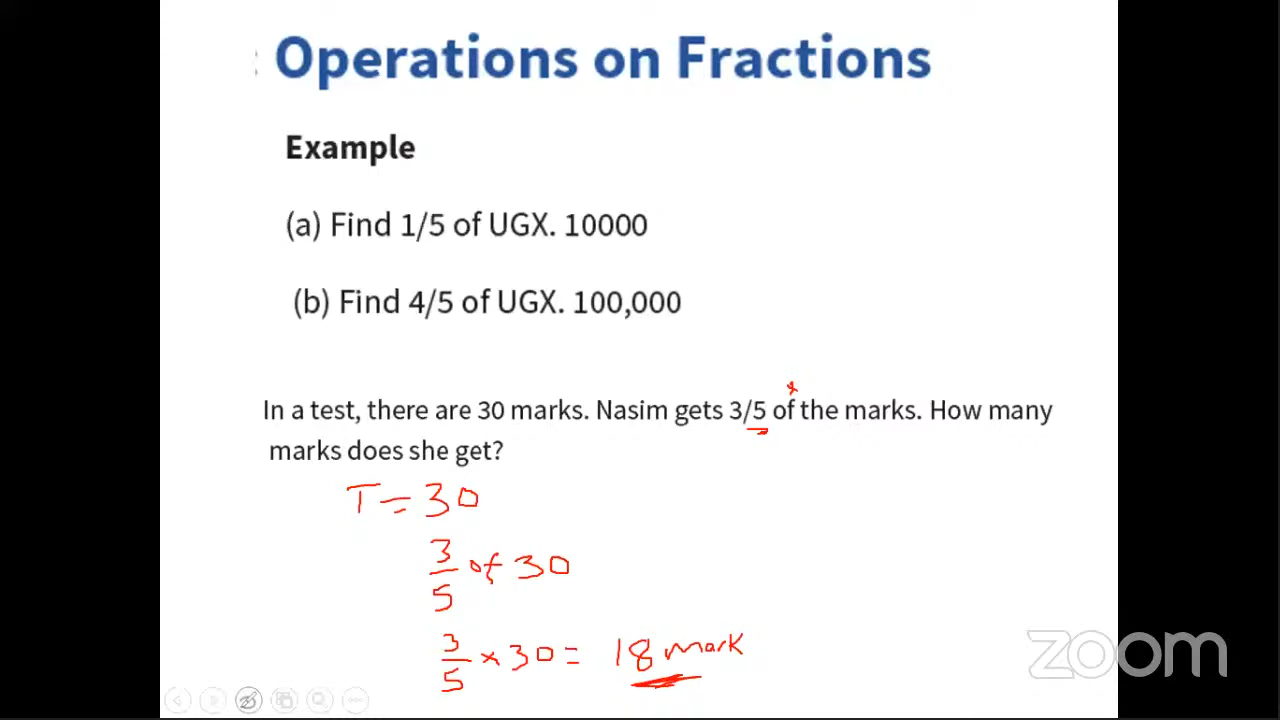 Operations on Fractions
Example
(a) Find 1/5 of UGX. 10000
(b) Find 4/5 of UGX. 100,000
In a test, there are 30 marks. Nasim gets 3/5 of the marks. How many
marks does she get?
T = 30
3/5 of 30
3/5 × 30 = 18 mark
zoom